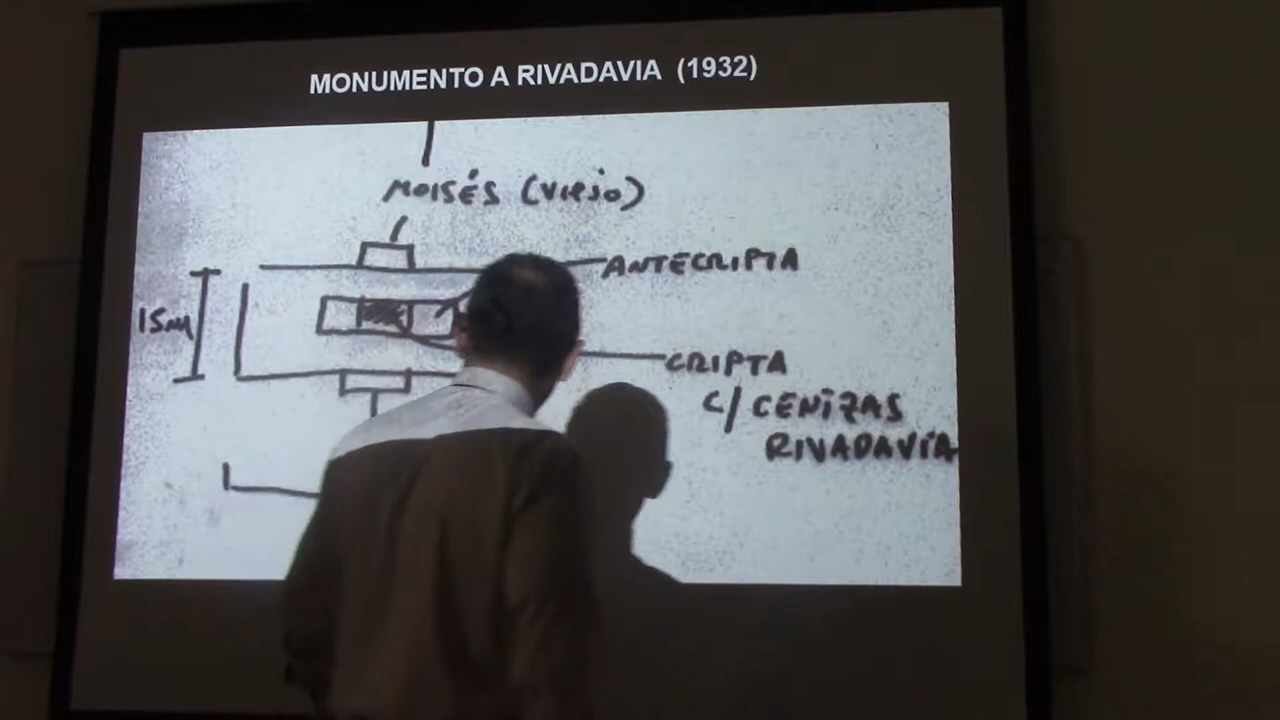 MONUMENTO A RIVADAVIA (1932)
MOISÉS (VIEJO)
ANTECRIPTA
15m
CRIPTA
C/ CENIZAS
RIVADAVIA